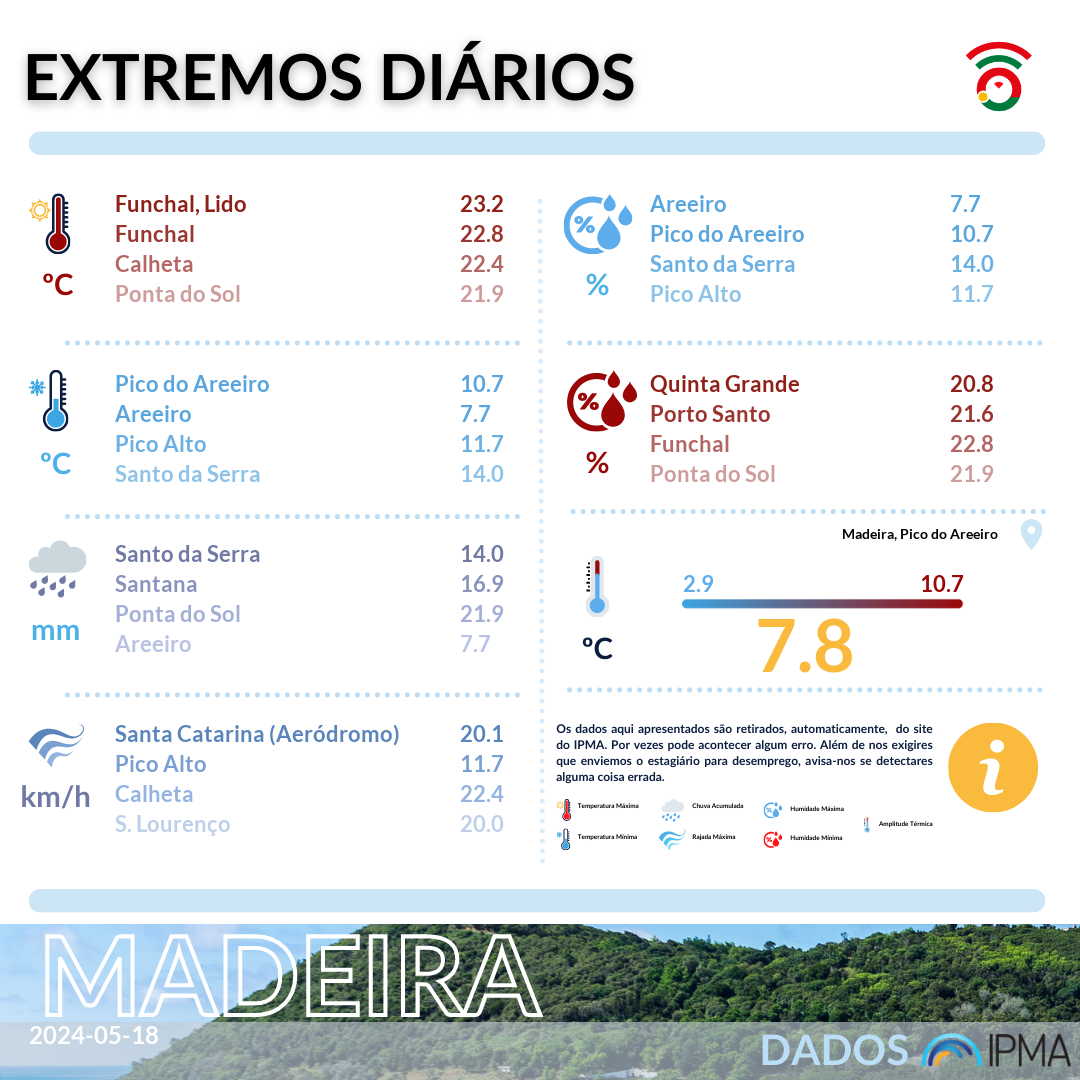 EXTREMOS DIÁRIOS
Funchal, Lido 23.2
Funchal 22.8
Calheta 22.4
Ponta do Sol 21.9
ºC
Pico do Areeiro 10.7
Areeiro 7.7
Pico Alto 11.7
Santo da Serra 14.0
ºC
Santo da Serra 14.0
Santana 16.9
Ponta do Sol 21.9
Areeiro 7.7
mm
Santa Catarina (Aeródromo) 20.1
Pico Alto 11.7
Calheta 22.4
S. Lourenço 20.0
km/h
Areeiro 7.7
Pico do Areeiro 10.7
Santo da Serra 14.0
Pico Alto 11.7
%
%
Quinta Grande 20.8
Porto Santo 21.6
Funchal 22.8
Ponta do Sol 21.9
%
%
Madeira, Pico do Areeiro
2.9 10.7
7.8
ºC
Os dados aqui apresentados são retirados, automaticamente, do site
do IPMA. Por vezes pode acontecer algum erro. Além de nos exigires
que enviemos o estagiário para desemprego, avisa-nos se detectares
alguma coisa errada.
i
Temperatura Máxima Chuva Acumulada Humidade Máxima
Amplitude Térmica
Temperatura Mínima Rajada Máxima Humidade Mínima
MADEIRA
2024-05-18
DADOS IPMA